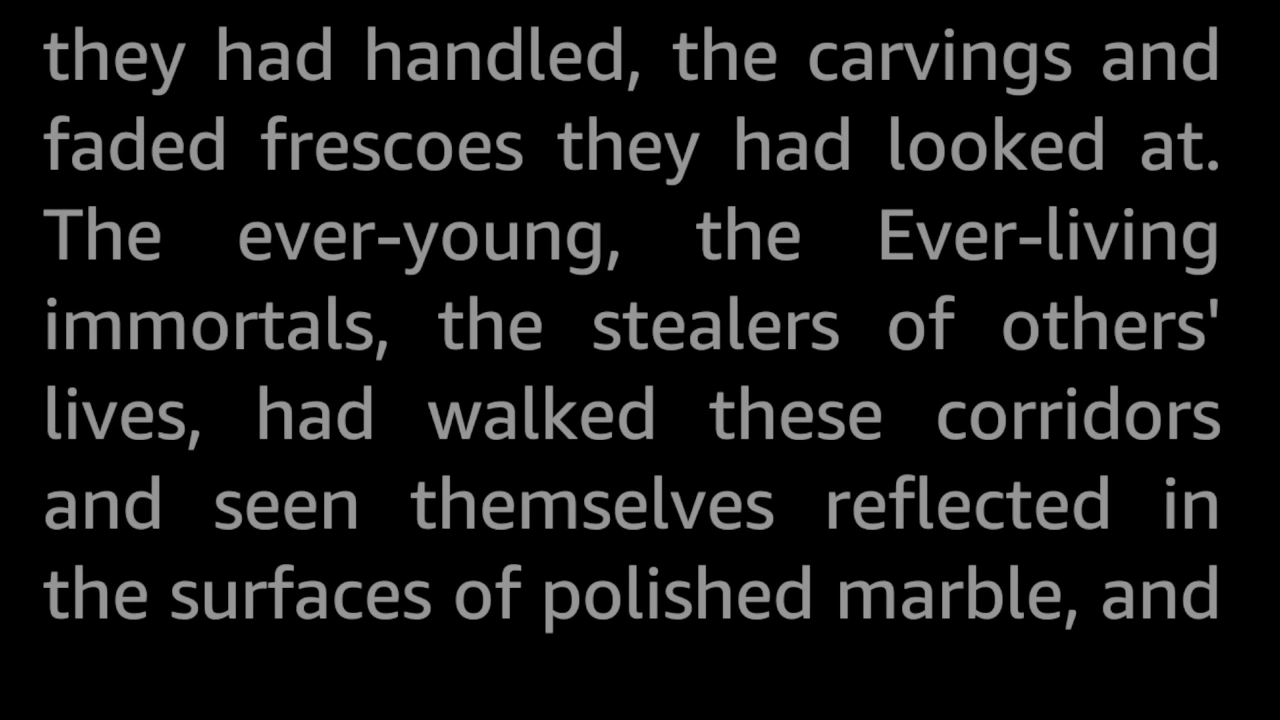 they had handled, the carvings and
faded frescoes they had looked at.
The ever-young, the Ever-living
immortals, the stealers of others'
lives, had walked these corridors
and seen themselves reflected in
the surfaces of polished marble, and